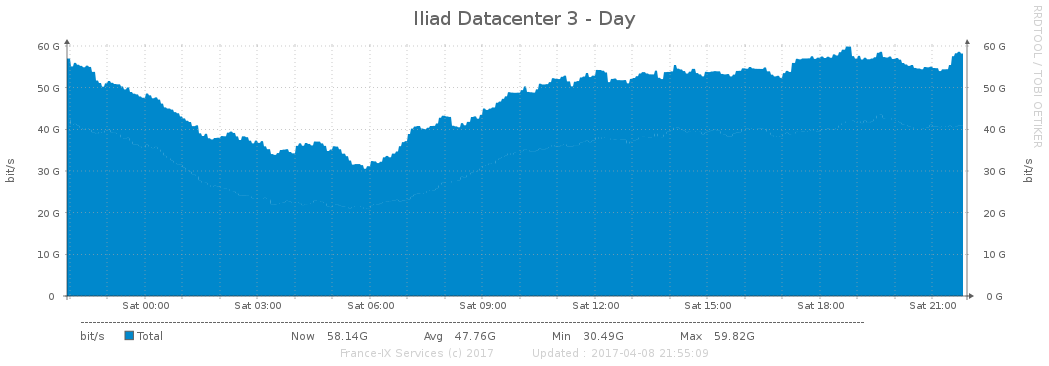 Iliad Datacenter 3 - Day
RRDTOOL / TOBI OETIKER
60 G 60 G
50 G 50 G
40 G 40 G
30 G 30 G
20 G 20 G
10 G 10 G
0 0 G
bit/s bit/s
Sat 00:00 Sat 03:00 Sat 06:00 Sat 09:00 Sat 12:00 Sat 15:00 Sat 18:00 Sat 21:00
bit/s Total Now 58.14G Avg 47.76G Min 30.49G Max 59.82G
France-IX Services (c) 2017 Updated : 2017-04-08 21:55:09